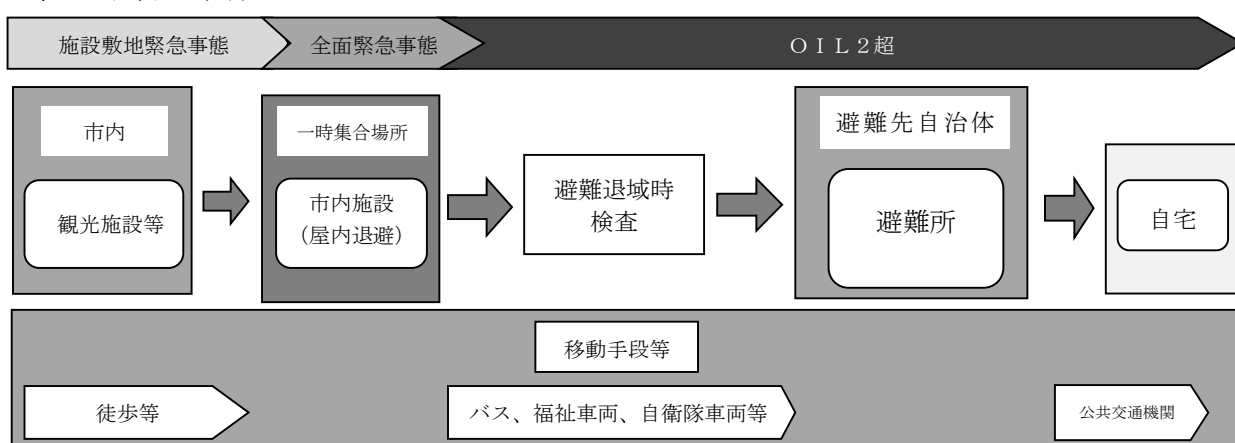 施設敷地緊急事態
全面緊急事態
ＯＩＬ２超
市内
観光施設等
一時集合場所
市内施設
（屋内退避）
避難退域時
検査
避難先自治体
避難所
自宅
移動手段等
徒歩等
バス、福祉車両、自衛隊車両等
公共交通機関